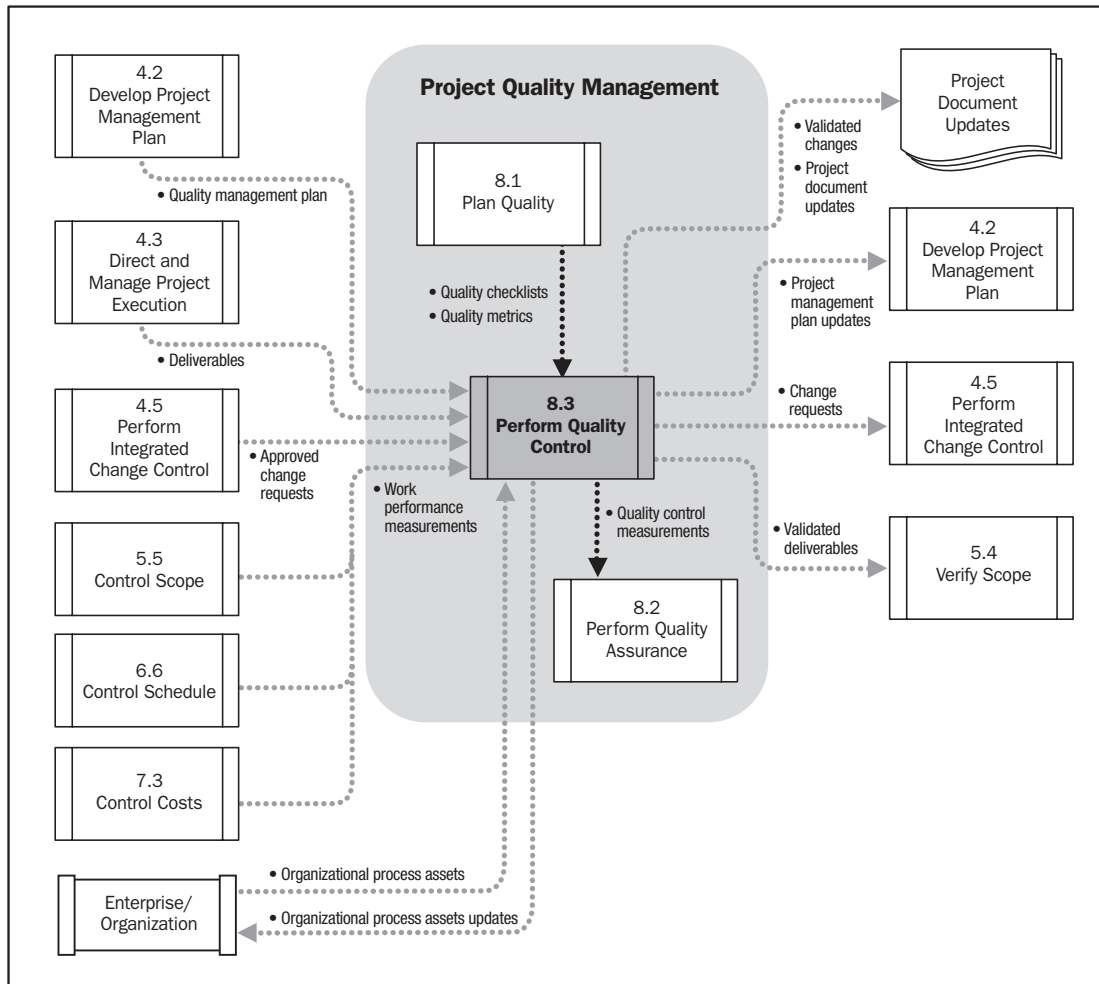 Project Quality Management
4.2
Develop Project
Management
Plan
• Quality management plan
4.3
Direct and
Manage Project
Execution
• Deliverables
4.5
Perform
Integrated
Change Control
• Approved
change
requests
5.5
Control Scope
6.6
Control Schedule
7.3
Control Costs
• Work
performance
measurements
Enterprise/
Organization
• Organizational process assets
• Organizational process assets updates
8.1
Plan Quality
• Quality checklists
• Quality metrics
8.3
Perform Quality
Control
• Quality control
measurements
8.2
Perform Quality
Assurance
• Validated
changes
• Project
document
updates
Project
Document
Updates
• Project
management
plan updates
4.2
Develop Project
Management
Plan
• Change
requests
4.5
Perform
Integrated
Change Control
• Validated
deliverables
5.4
Verify Scope